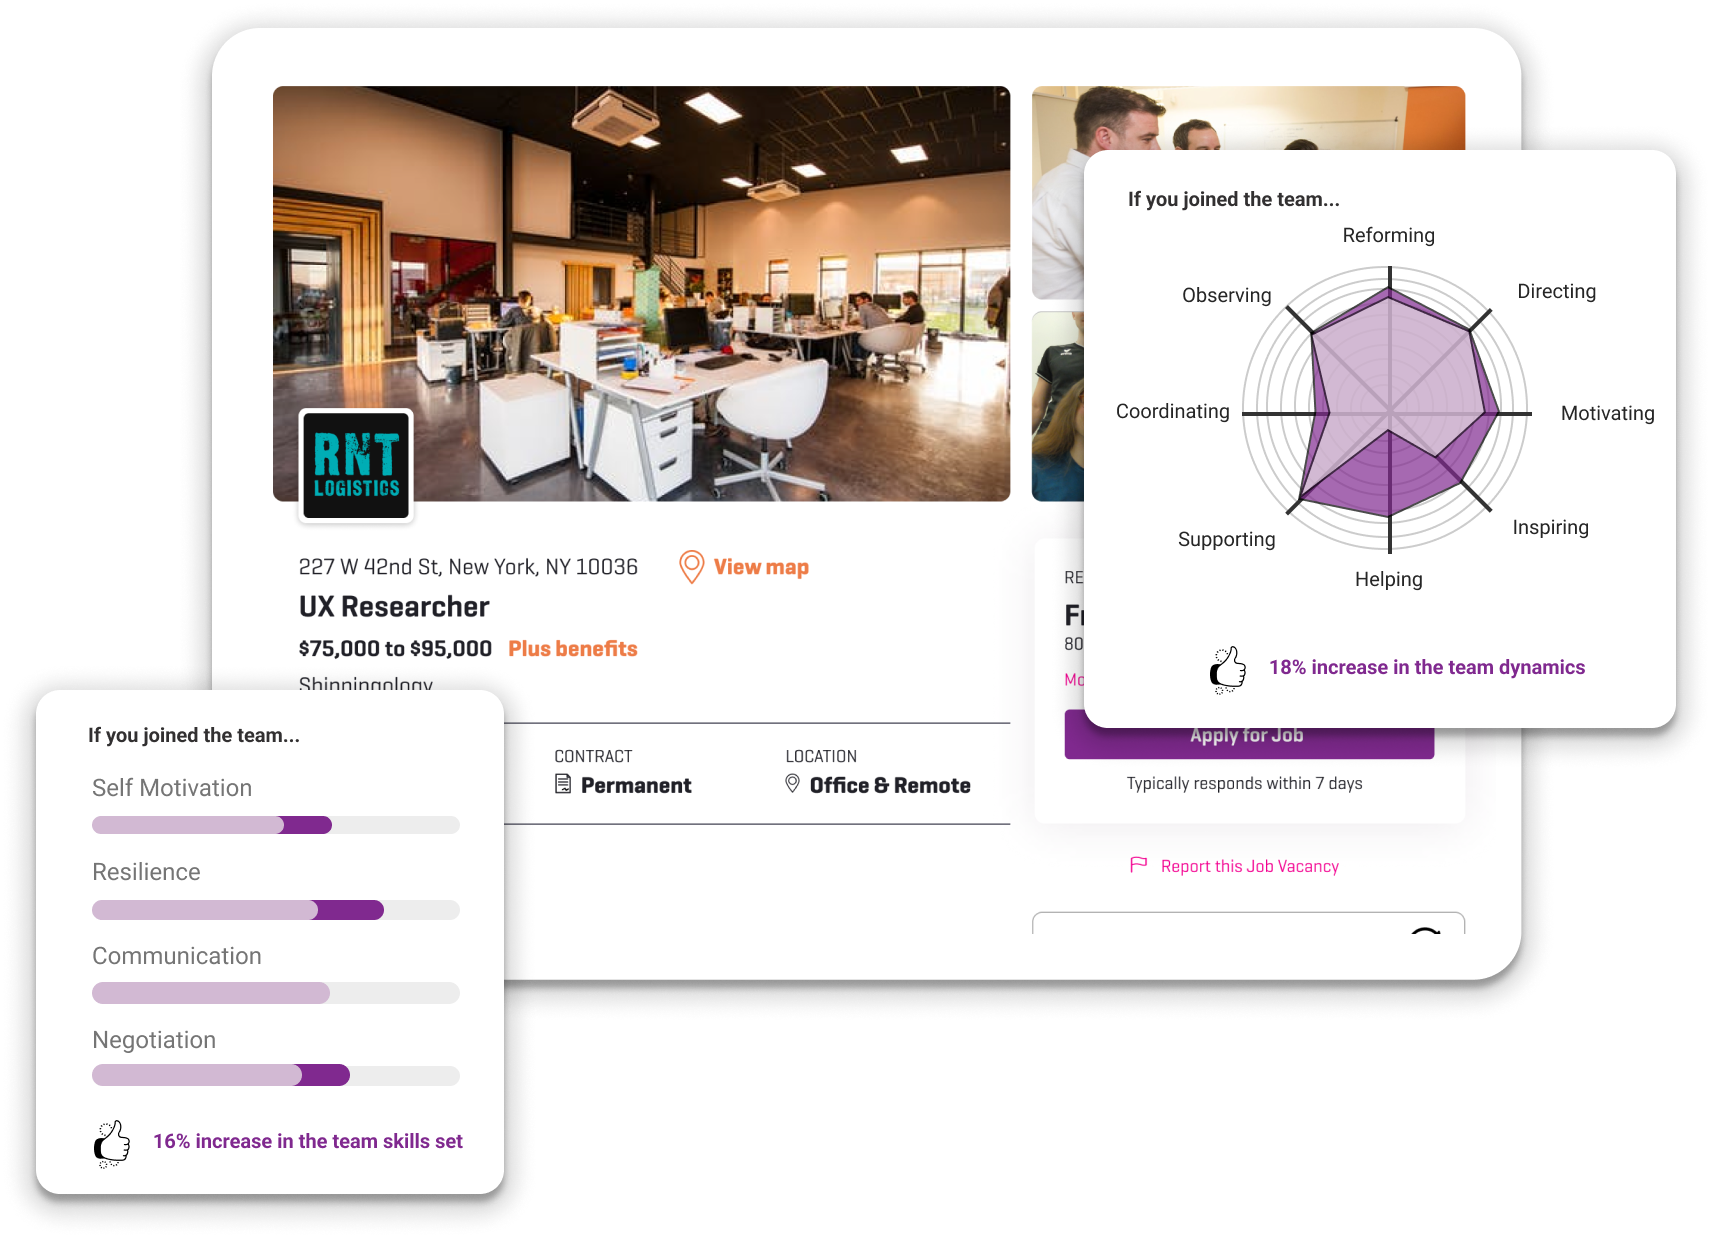 RNT
LOGISTICS
227 W 42nd St, New York, NY 10036
View map
UX Researcher
$75,000 to $95,000 Plus benefits
CONTRACT
Permanent
LOCATION
Office & Remote
RE
80
Mo
Apply for Job
Typically responds within 7 days
Report this Job Vacancy
If you joined the team...
Reforming
Directing
Motivating
Inspiring
Helping
Supporting
Coordinating
Observing
18% increase in the team dynamics
If you joined the team...
Self Motivation
Resilience
Communication
Negotiation
16% increase in the team skills set